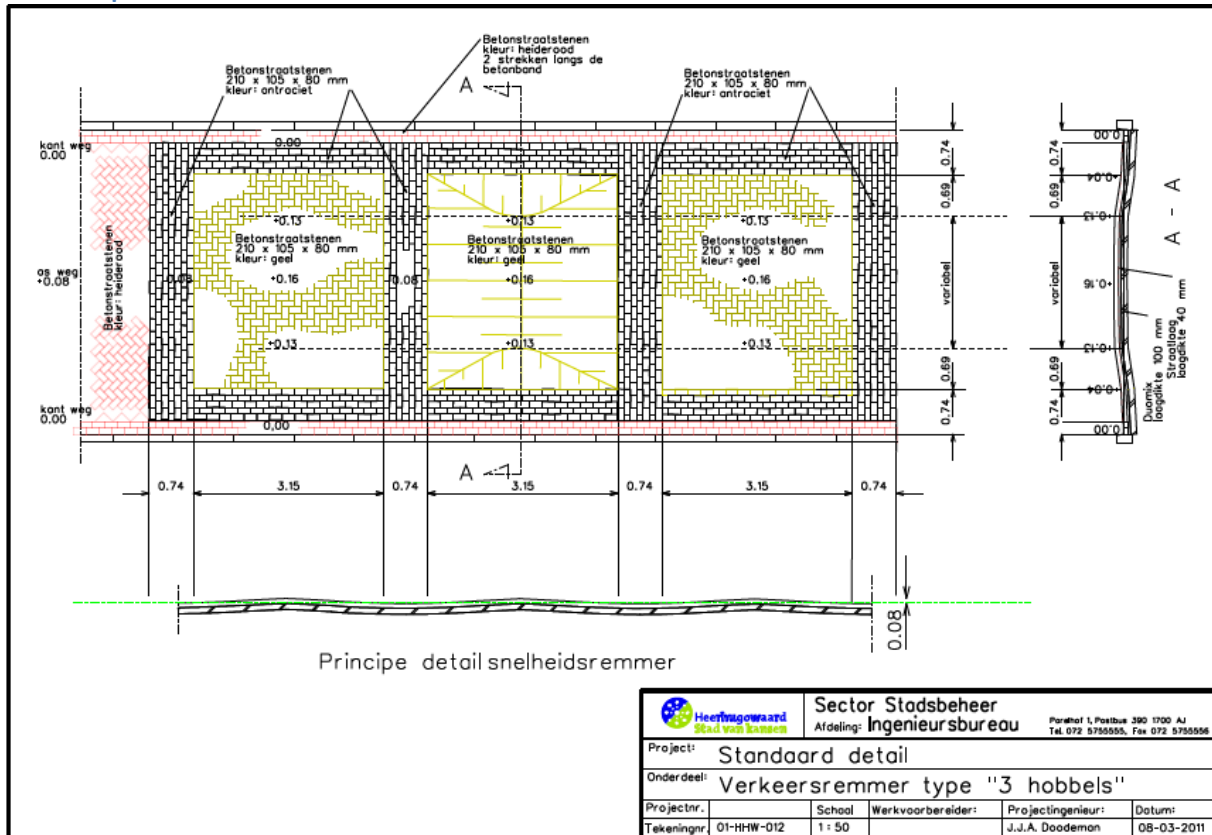 Betonstraatstenen
kleur: heiderood
2 strekken langs de
betonband
Betonstraatstenen
210 x 105 x 80 mm
kleur: antraciet
A
Betonstraatstenen
210 x 105 x 80 mm
kleur: antraciet
kant weg
0.00
0.00
as weg
+0.08
Betonstraatstenen
kleur: heiderood
0.08
+0.13
Betonstraatstenen
210 x 105 x 80 mm
kleur: geel
+0.16
+0.13
0.08
+0.13
Betonstraatstenen
210 x 105 x 80 mm
kleur: geel
+0.16
+0.13
+0.13
Betonstraatstenen
210 x 105 x 80 mm
kleur: geel
+0.16
+0.13
kant weg
0.00
0,00
A
0.74
0.69
variabel
0.69
0.74
0.74
0.69
variabel
0.69
0.74
0.00
+0.04
+0.13
+0.16
+0.13
+0.04
0.00
A - A
Straatlaag
laagdikte 40 mm
Duomix
laagdikte 100 mm
0.74
3.15
0.74
3.15
0.74
3.15
0.74
0.08
Principe detail snelheidsremmer
Heerhugowaard
Stad van kansen
Sector Stadsbeheer
Afdeling: Ingenieursbureau
Parelhof 1, Postbus 390 1700 AJ
Tel. 072 5755555, Fax 072 5755556
Project: Standaard detail
Onderdeel: Verkeersremmer type "3 hobbels"
Projectnr. Schaal Werkvoorbereider: Projectingenieur: Datum:
Tekeningnr. 01-HHW-012 1:50 J.J.A. Doodeman 08-03-2011